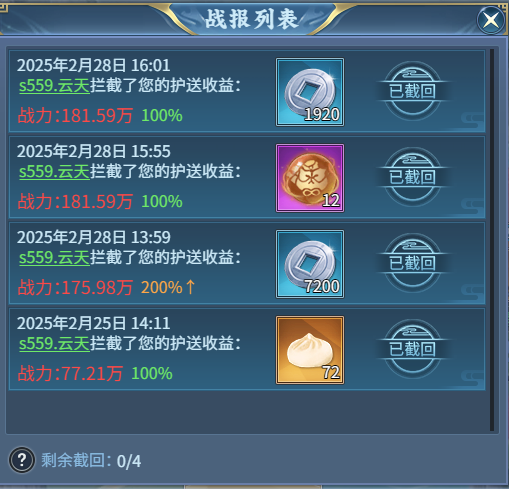 战报列表
2025年2月28日 16:01
s559.云天拦截了您的护送收益：
战力：181.59万 100%
1920
已截回
2025年2月28日 15:55
s559.云天拦截了您的护送收益：
战力：181.59万 100%
12
已截回
2025年2月28日 13:59
s559.云天拦截了您的护送收益：
战力：175.98万 200%↑
7200
已截回
2025年2月25日 14:11
s559.云天拦截了您的护送收益：
战力：77.21万 100%
72
已截回
? 剩余截回：0/4